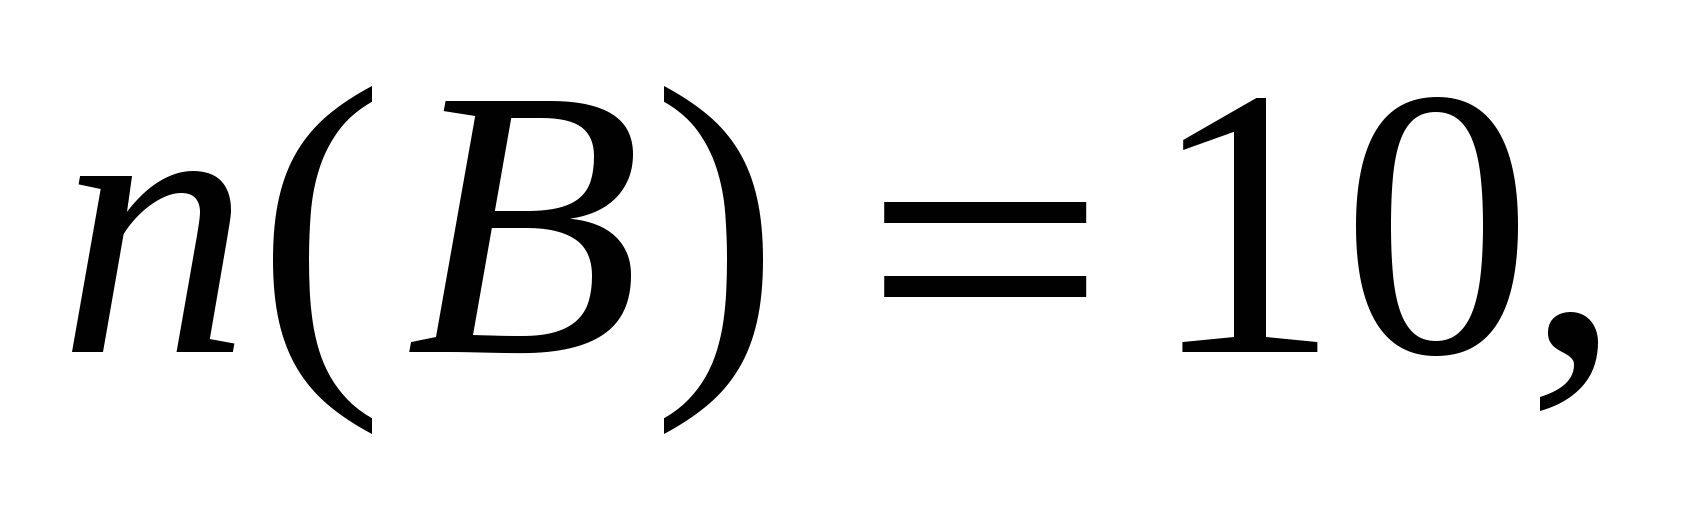 n(B) = 10,